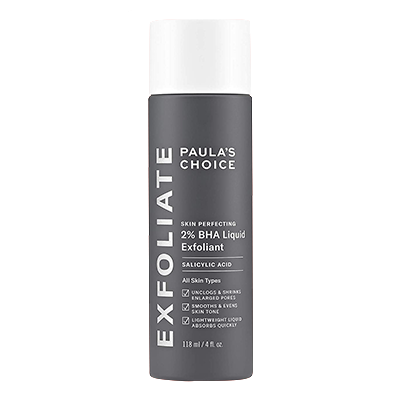 EXFOLIATE
PAULA'S
CHOICE
SKIN PERFECTING
2% BHA Liquid
Exfoliant
SALICYLIC ACID
All Skin Types
UNCLOGS & SHRINKS
ENLARGED PORES
SMOOTHS & EVENS
SKIN TONE
LIGHTWEIGHT LIQUID
ABSORBS QUICKLY
118 ml / 4 fl. oz.